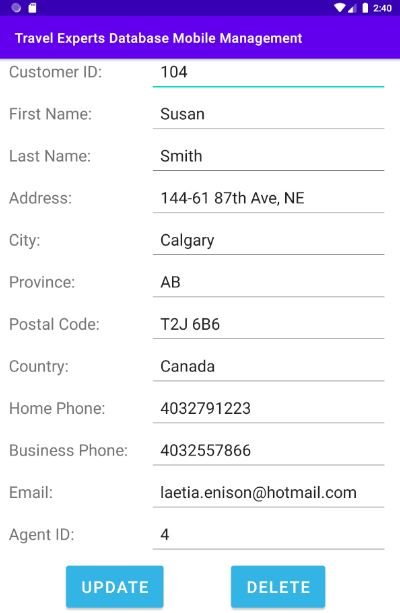 2:40
Travel Experts Database Mobile Management
Customer ID: 104
First Name: Susan
Last Name: Smith
Address: 144-61 87th Ave, NE
City: Calgary
Province: AB
Postal Code: T2J 6B6
Country: Canada
Home Phone: 4032791223
Business Phone: 4032557866
Email: laetia.enison@hotmail.com
Agent ID: 4
UPDATE DELETE